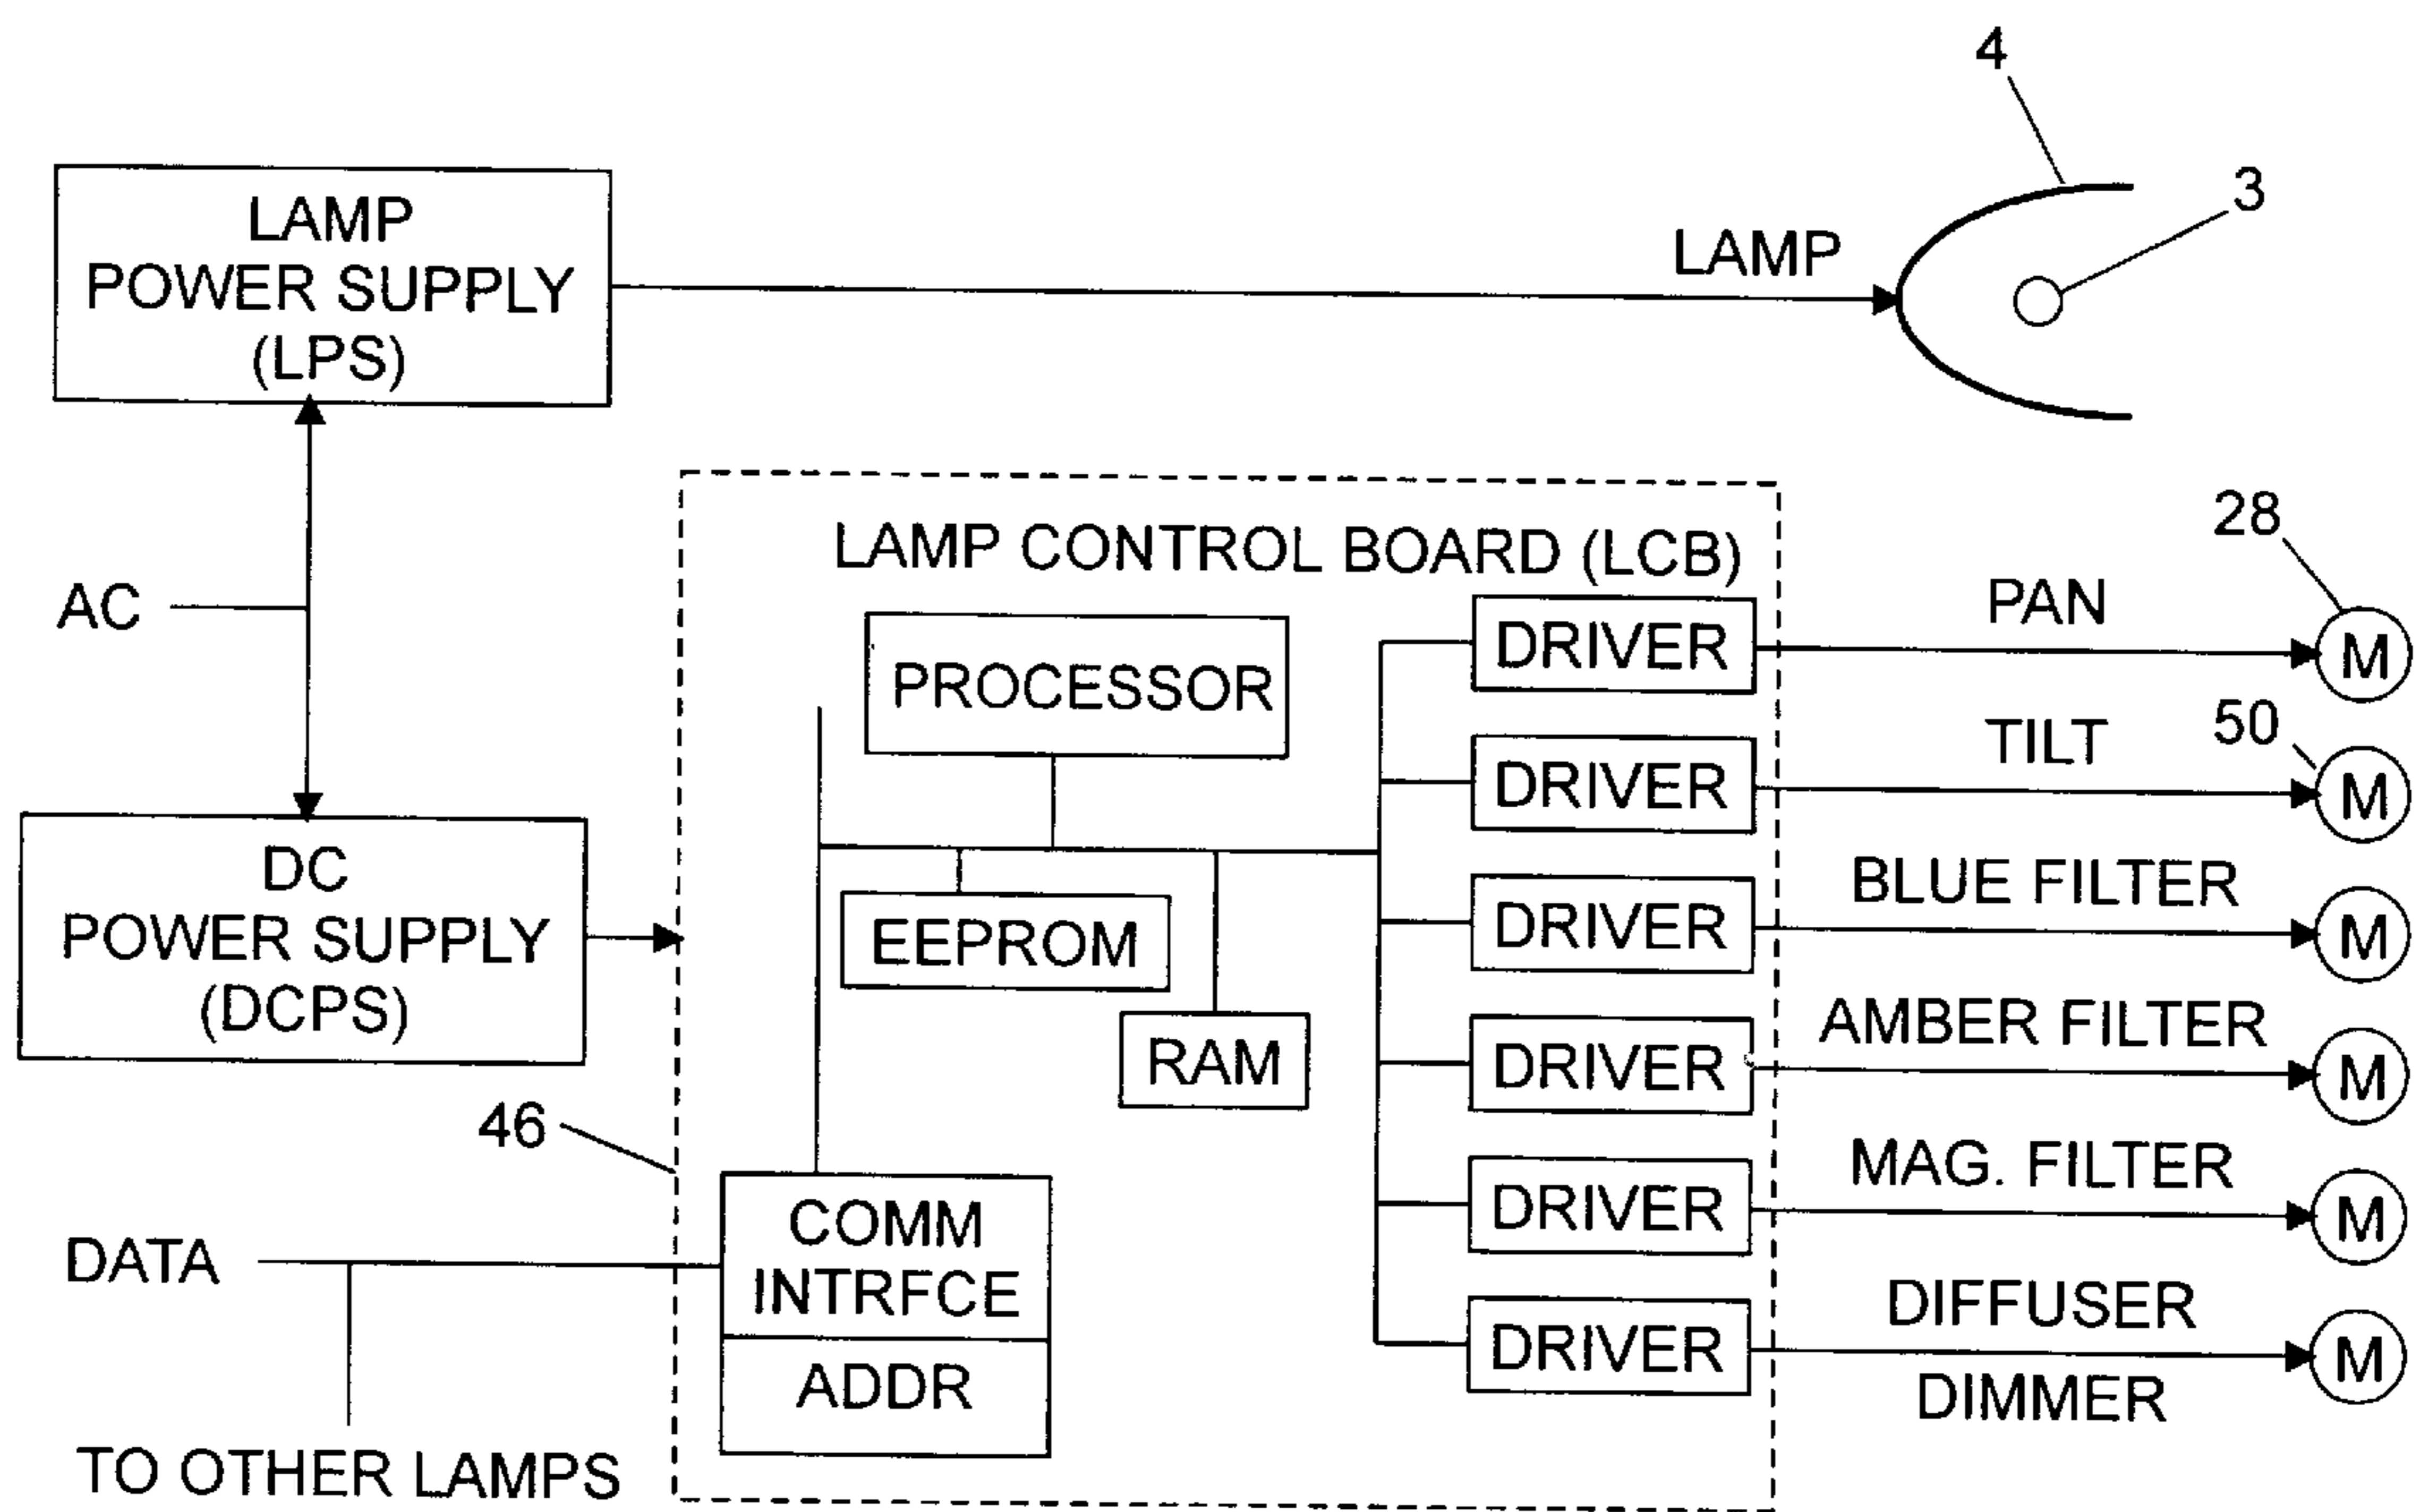 4
3
LAMP
POWER SUPPLY
(LPS)
LAMP
AC
LAMP CONTROL BOARD (LCB)
28
PAN
DRIVER
M
PROCESSOR
50
TILT
DRIVER
M
DC
POWER SUPPLY
(DCPS)
EEPROM
BLUE FILTER
DRIVER
M
RAM
AMBER FILTER
DRIVER
M
46
MAG. FILTER
DRIVER
M
DATA
COMM
INTRFCE
ADDR
DIFFUSER
DRIVER
M
DIMMER
TO OTHER LAMPS